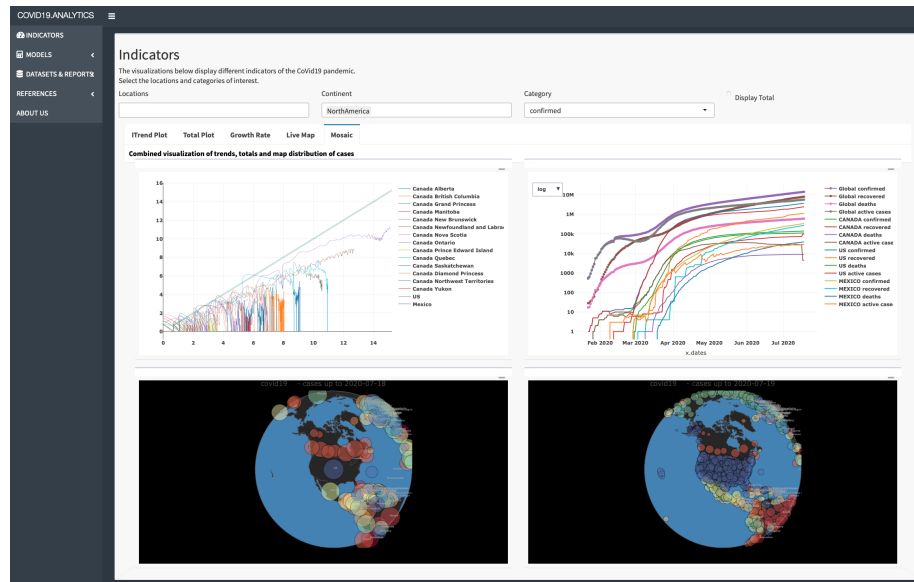 COVID19.ANALYTICS
INDICATORS
MODELS
DATASETS & REPORTS
REFERENCES
ABOUT US
Indicators
The visualizations below display different indicators of the CoVid19 pandemic.
Select the locations and categories of interest.
Locations
Continent
NorthAmerica
Category
confirmed
Display Total
ITrend Plot Total Plot Growth Rate Live Map Mosaic
Combined visualization of trends, totals and map distribution of cases
16
14
12
10
8
6
4
2
0
0 2 4 6 8 10 12 14
Canada Alberta
Canada British Columbia
Canada Grand Princess
Canada Manitoba
Canada New Brunswick
Canada Newfoundland and Labra
Canada Nova Scotia
Canada Ontario
Canada Prince Edward Island
Canada Quebec
Canada Saskatchewan
Canada Diamond Princess
Canada Northwest Territories
Canada Yukon
US
Mexico
log
10M
1M
100k
10k
1000
100
10
1
Feb 2020 Mar 2020 Apr 2020 May 2020 Jun 2020 Jul 2020
x.dates
Global confirmed
Global recovered
Global deaths
Global active cases
CANADA confirmed
CANADA recovered
CANADA deaths
CANADA active case
US confirmed
US recovered
US deaths
US active cases
MEXICO confirmed
MEXICO recovered
MEXICO deaths
MEXICO active case
covid19 - cases up to 2020-07-18
covid19 - cases up to 2020-07-19